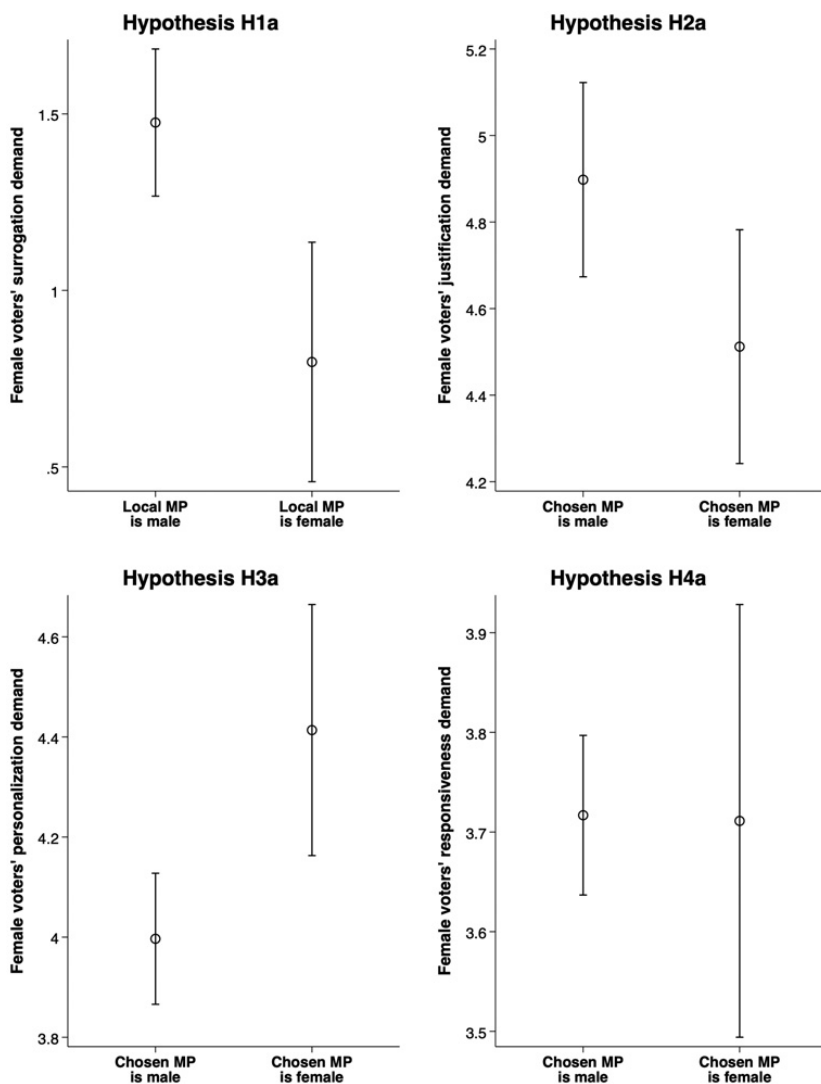 Hypothesis H1a
Female voters' surrogation demand
1.5
1
.5
Local MP
is male
Local MP
is female
Hypothesis H2a
Female voters' justification demand
5.2
5
4.8
4.6
4.4
4.2
Chosen MP
is male
Chosen MP
is female
Hypothesis H3a
Female voters' personalization demand
4.6
4.4
4.2
4
3.8
Chosen MP
is male
Chosen MP
is female
Hypothesis H4a
Female voters' responsiveness demand
3.9
3.8
3.7
3.6
3.5
Chosen MP
is male
Chosen MP
is female